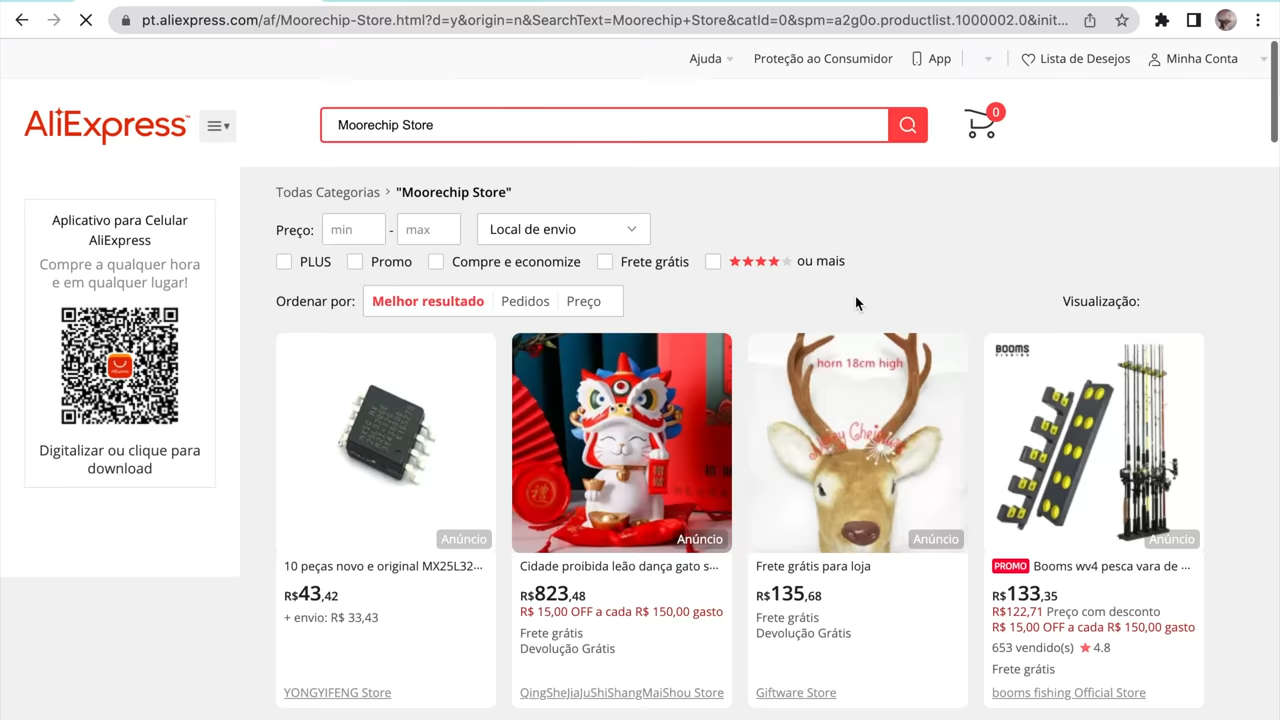 pt.aliexpress.com/af/Moorechip-Store.html?d=y&origin=n&SearchText=Moorechip+Store&catId=0&spm=a2g0o.productlist.1000002.0&init...
Ajuda
Proteção ao Consumidor
App
Lista de Desejos
Minha Conta
AliExpress™
Moorechip Store
0
Aplicativo para Celular
AliExpress
Compre a qualquer hora
e em qualquer lugar!
Digitalizar ou clique para
download
Todas Categorias > "Moorechip Store"
Preço: min - max Local de envio
PLUS Promo Compre e economize Frete grátis ou mais
Ordenar por: Melhor resultado Pedidos Preço
Visualização:
Anúncio
10 peças novo e original MX25L32...
R$43,42
+ envio: R$ 33,43
YONGYIFENG Store
Anúncio
Cidade proibida leão dança gato s...
R$823,48
R$ 15,00 OFF a cada R$ 150,00 gasto
Frete grátis
Devolução Grátis
QingSheJiaJuShiShangMaiShou Store
horn 18cm high
Anúncio
Frete grátis para loja
R$135,68
Frete grátis
Devolução Grátis
Giftware Store
BOOMS
FISHING
Anúncio
PROMO Booms wv4 pesca vara de ...
R$133,35
R$122,71 Preço com desconto
R$ 15,00 OFF a cada R$ 150,00 gasto
653 vendido(s) 4.8
Frete grátis
booms fishing Official Store